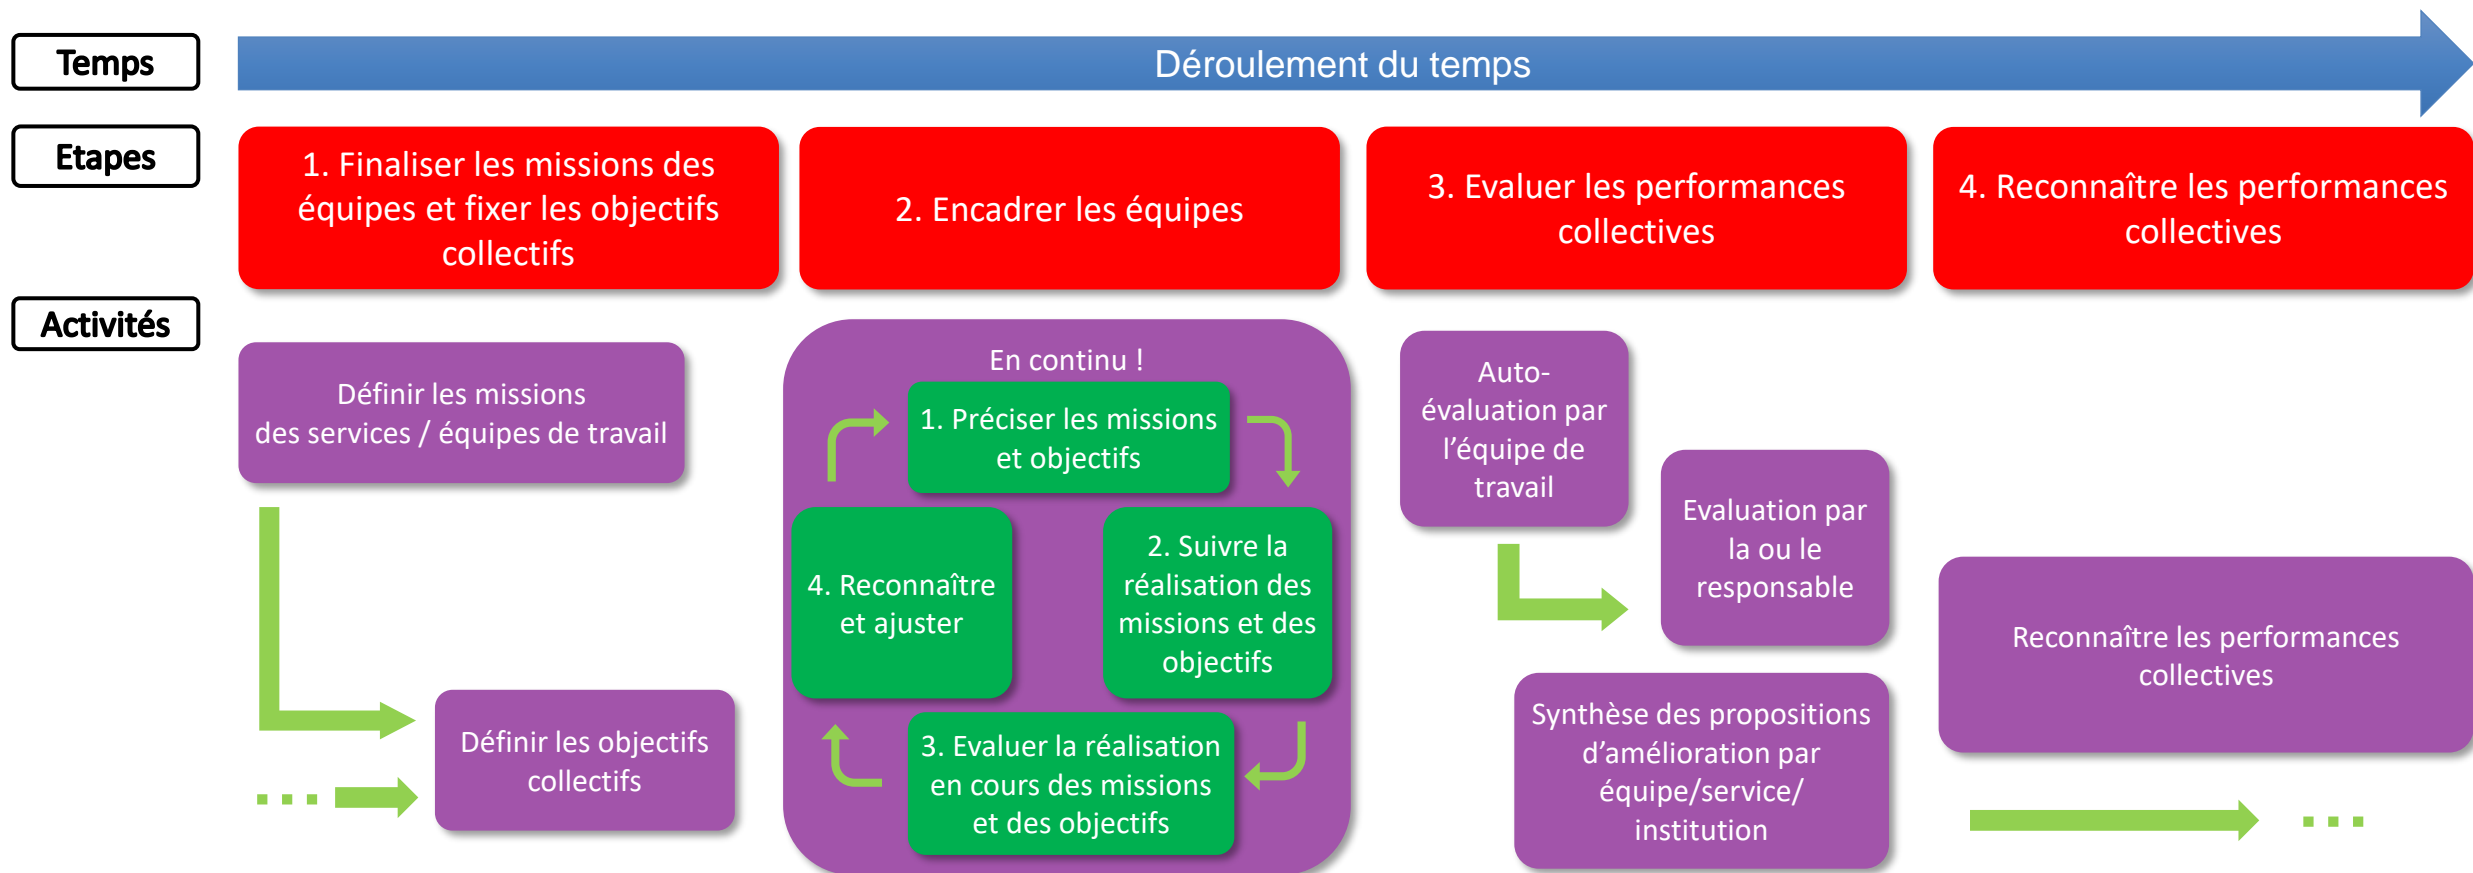 Temps
Déroulement du temps
Etapes
1. Finaliser les missions des
équipes et fixer les objectifs
collectifs
2. Encadrer les équipes
3. Evaluer les performances
collectives
4. Reconnaître les performances
collectives
Activités
Définir les missions
des services / équipes de travail
Définir les objectifs
collectifs
En continu !
1. Préciser les missions
et objectifs
2. Suivre la
réalisation des
missions et des
objectifs
3. Evaluer la réalisation
en cours des missions
et des objectifs
4. Reconnaître
et ajuster
Auto-
évaluation par
l’équipe de
travail
Evaluation par
la ou le
responsable
Synthèse des propositions
d’amélioration par
équipe/service/
institution
Reconnaître les performances
collectives